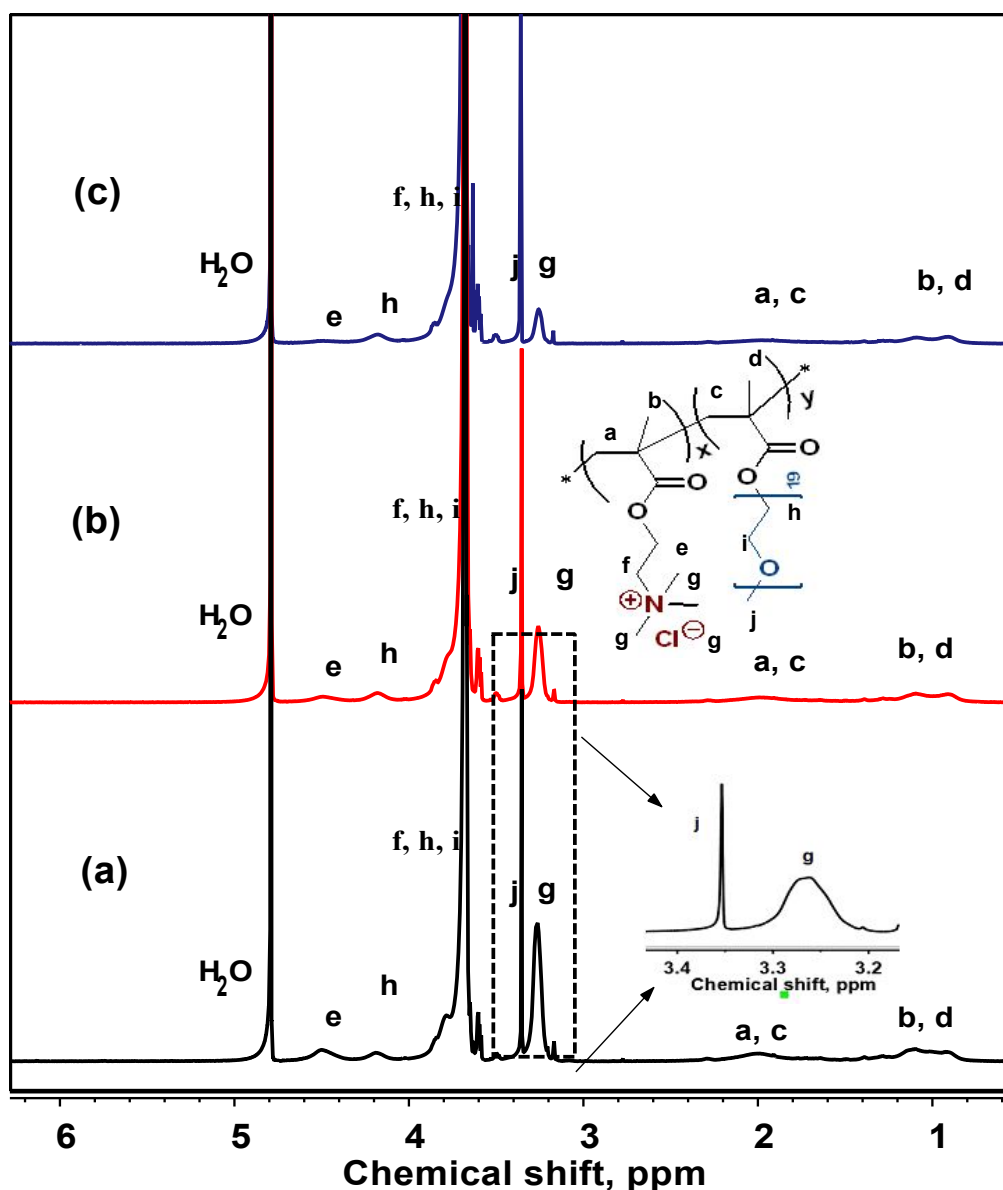 (c)
f, h, i
H2O
e
h
j
g
a, c
b, d
(b)
f, h, i
H2O
e
h
j
g
a, c
b, d
a
b
x
c
d
y
*
*
O
O
O
O
19
h
i
O
j
f
e
g
N
⊕
g
Cl⊖
g
(a)
f, h, i
H2O
e
h
j
g
a, c
b, d
j
g
3.4 3.3 3.2
Chemical shift, ppm
6 5 4 3 2 1
Chemical shift, ppm